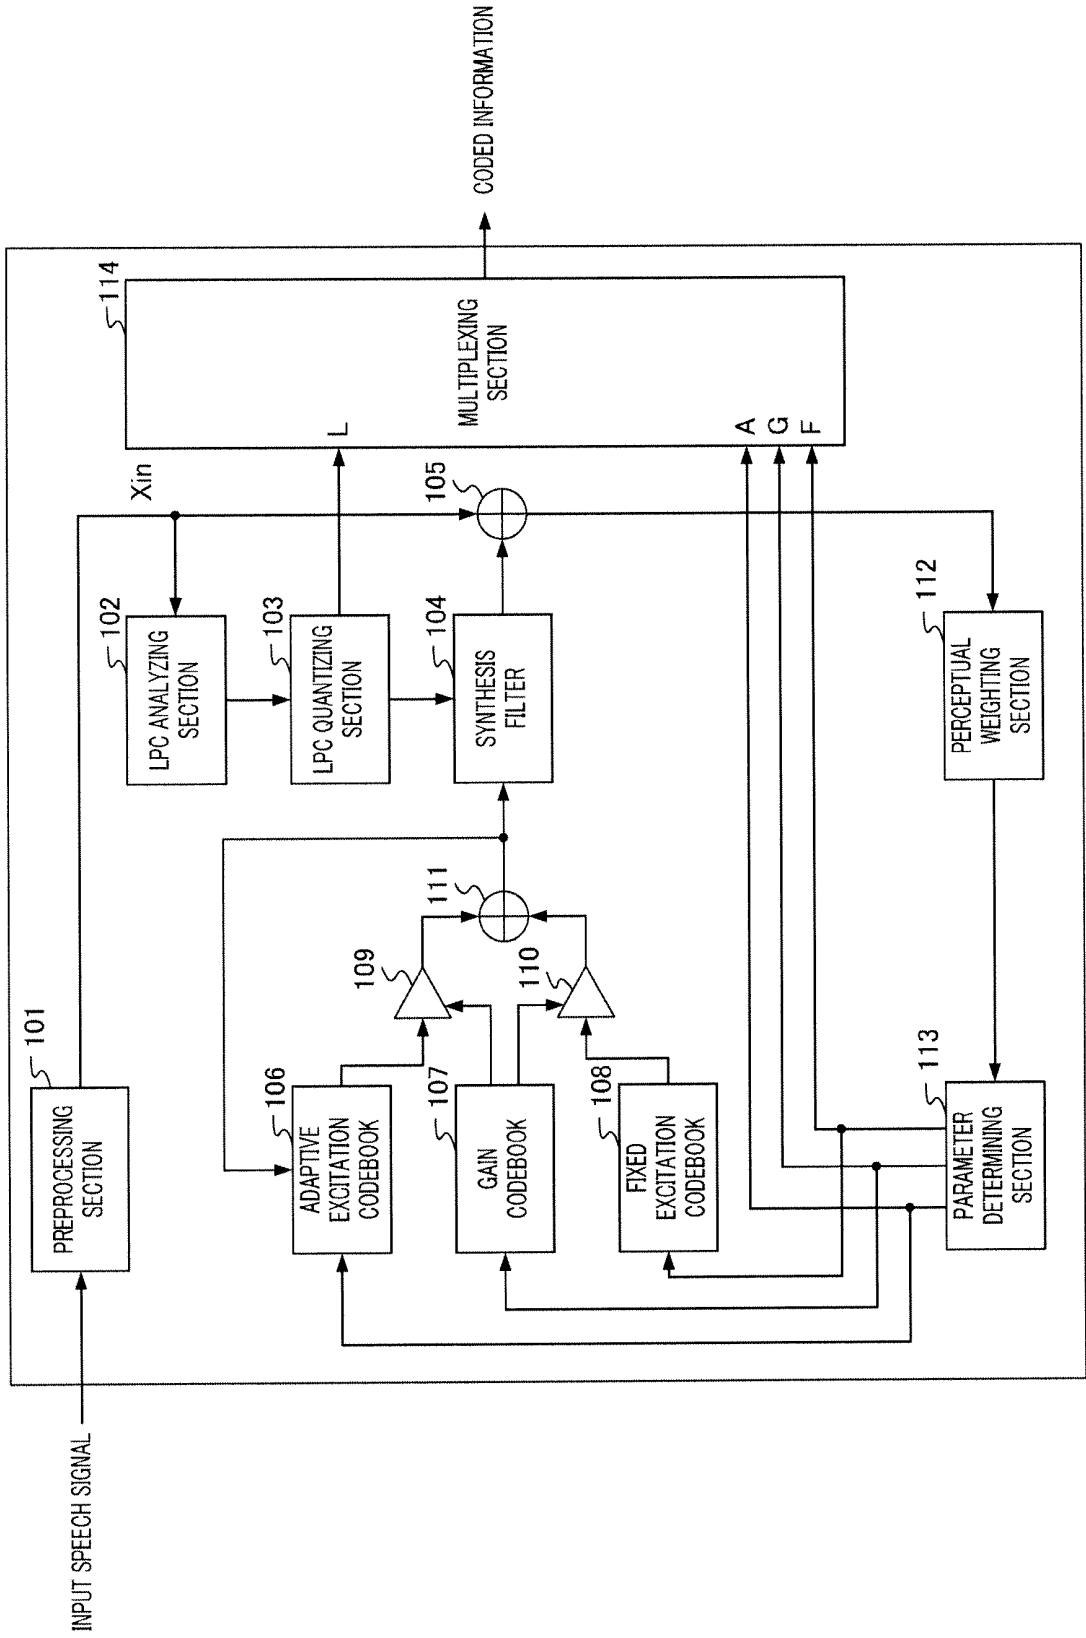 INPUT SPEECH SIGNAL
101
PREPROCESSING
SECTION
Xin
102
LPC ANALYZING
SECTION
103
LPC QUANTIZING
SECTION
L
104
SYNTHESIS
FILTER
105
106
ADAPTIVE
EXCITATION
CODEBOOK
107
GAIN
CODEBOOK
108
FIXED
EXCITATION
CODEBOOK
109
110
111
112
PERCEPTUAL
WEIGHTING
SECTION
113
PARAMETER
DETERMINING
SECTION
A
G
F
114
MULTIPLEXING
SECTION
CODED INFORMATION